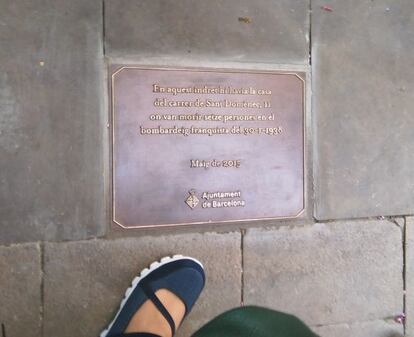 En aquest indret hi havia la casa
del carrer de Sant Domènec, 11
on van morir setze persones en el
bombardeig franquista del 30-1-1938
Maig de 2015
Ajuntament
de Barcelona